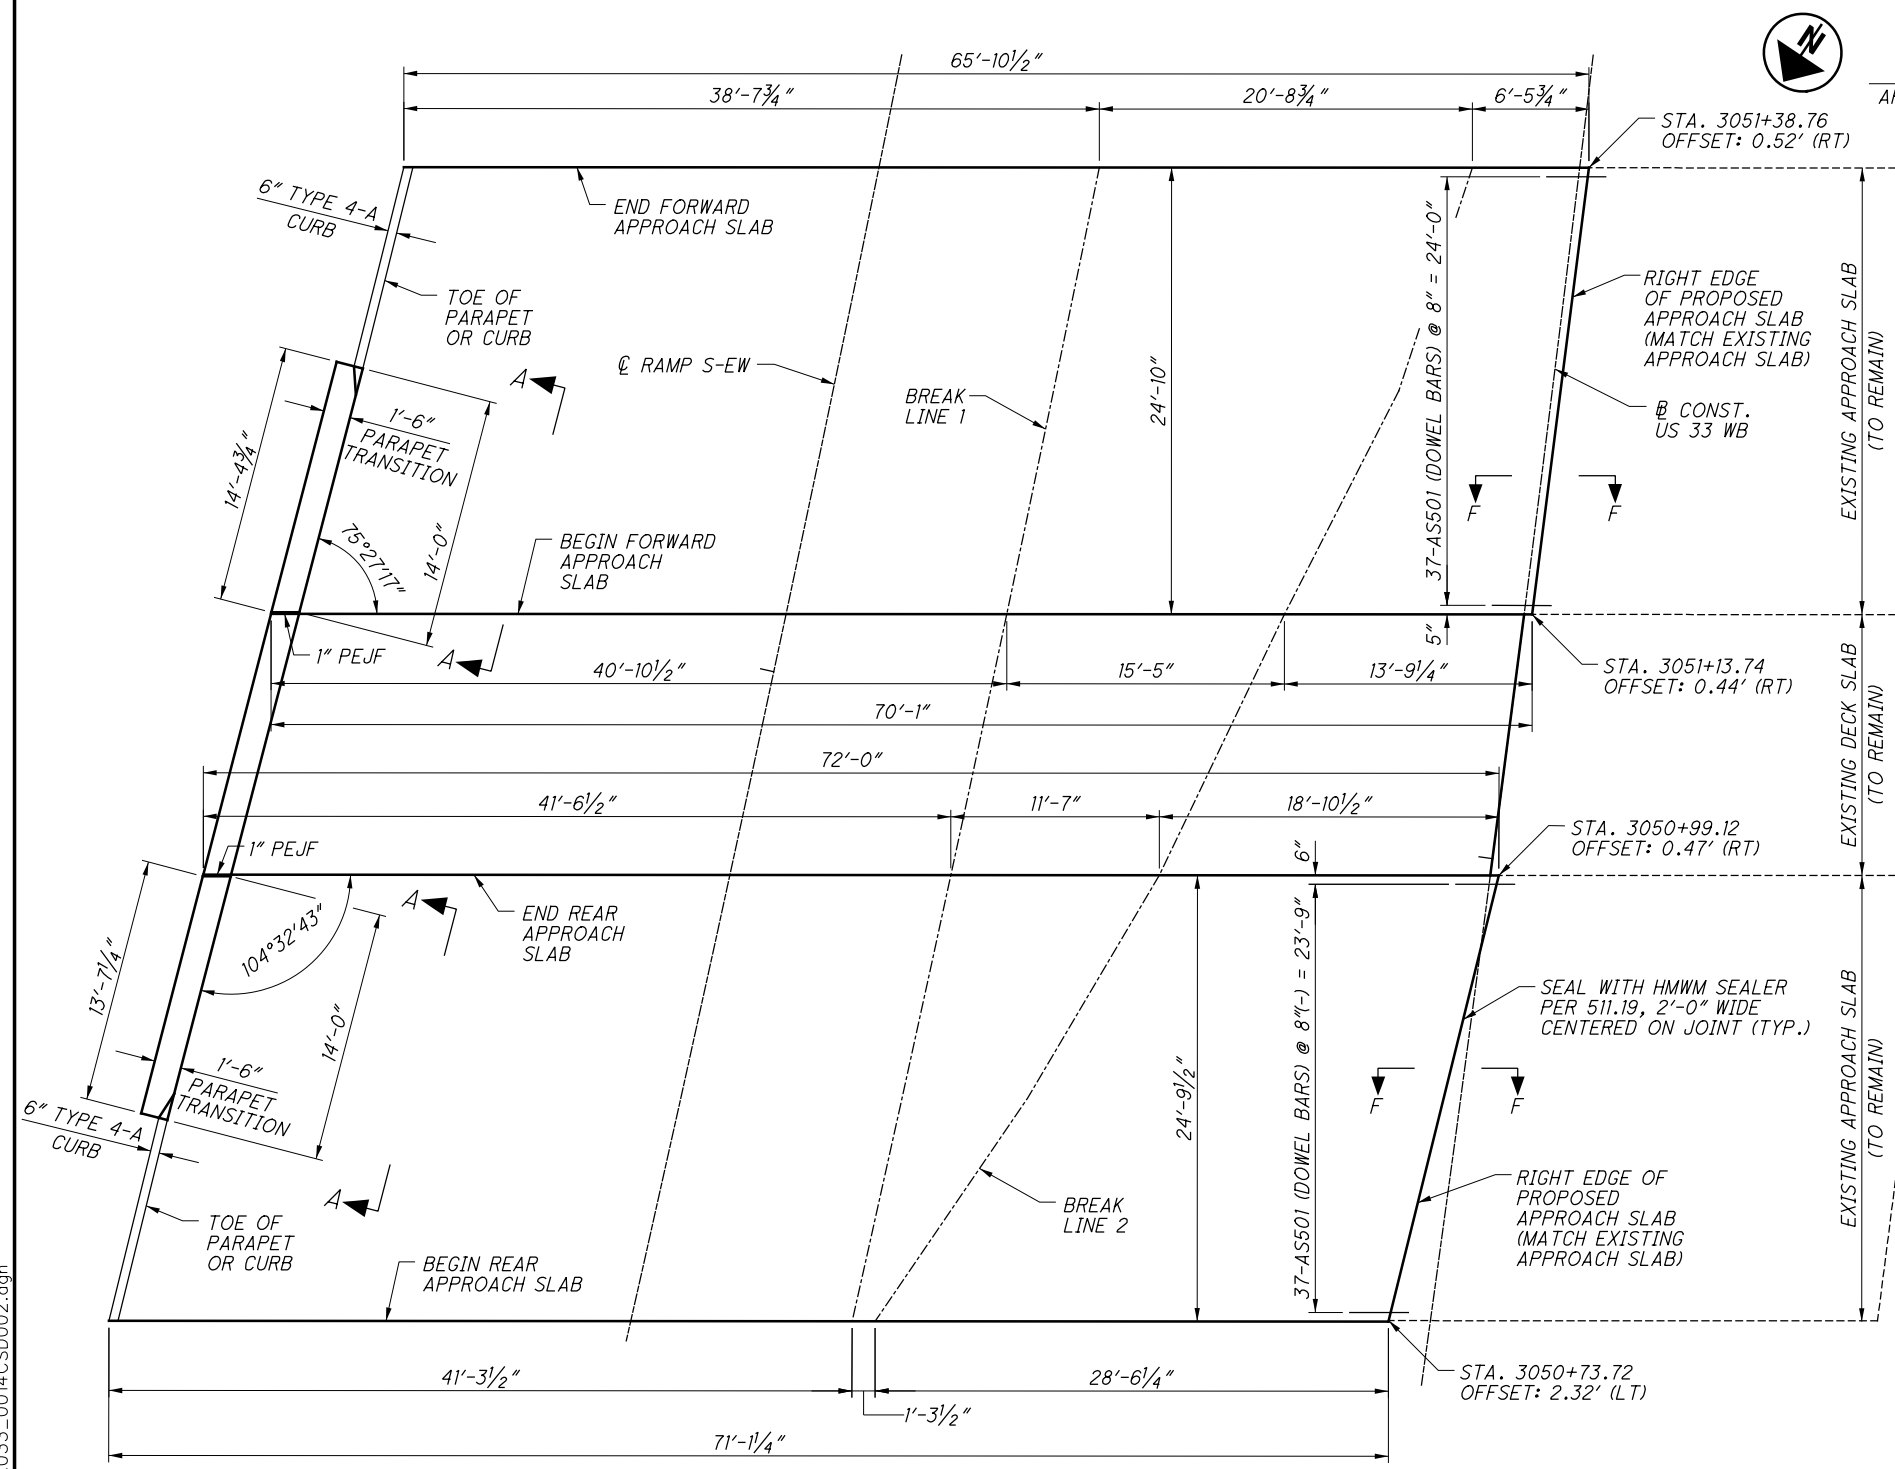 65'-10½"
38'-7¾"
20'-8¾"
6'-5¾"
N
STA. 3051+38.76
OFFSET: 0.52' (RT)
6" TYPE 4-A
CURB
END FORWARD
APPROACH SLAB
TOE OF
PARAPET
OR CURB
℄ RAMP S-EW
BREAK
LINE 1
24'-10"
37-AS501 (DOWEL BARS) @ 8" = 24'-0"
RIGHT EDGE
OF PROPOSED
APPROACH SLAB
(MATCH EXISTING
APPROACH SLAB)
EXISTING APPROACH SLAB
(TO REMAIN)
BL CONST.
US 33 WB
A
1'-6"
PARAPET
TRANSITION
14'-4¾"
14'-0"
75°27'17"
F
F
BEGIN FORWARD
APPROACH
SLAB
1" PEJF
A
5"
40'-10½"
15'-5"
13'-9¼"
STA. 3051+13.74
OFFSET: 0.44' (RT)
70'-1"
EXISTING DECK SLAB
(TO REMAIN)
72'-0"
41'-6½"
11'-7"
18'-10½"
STA. 3050+99.12
OFFSET: 0.47' (RT)
1" PEJF
6"
A
END REAR
APPROACH
SLAB
104°32'43"
13'-7¼"
14'-0"
37-AS501 (DOWEL BARS) @ 8"(-) = 23'-9"
SEAL WITH HMWM SEALER
PER 511.19, 2'-0" WIDE
CENTERED ON JOINT (TYP.)
EXISTING APPROACH SLAB
(TO REMAIN)
24'-9½"
F
F
1'-6"
PARAPET
TRANSITION
6" TYPE 4-A
CURB
A
BREAK
LINE 2
RIGHT EDGE OF
PROPOSED
APPROACH SLAB
(MATCH EXISTING
APPROACH SLAB)
TOE OF
PARAPET
OR CURB
BEGIN REAR
APPROACH SLAB
41'-3½"
28'-6¼"
1'-3½"
STA. 3050+73.72
OFFSET: 2.32' (LT)
71'-1¼"